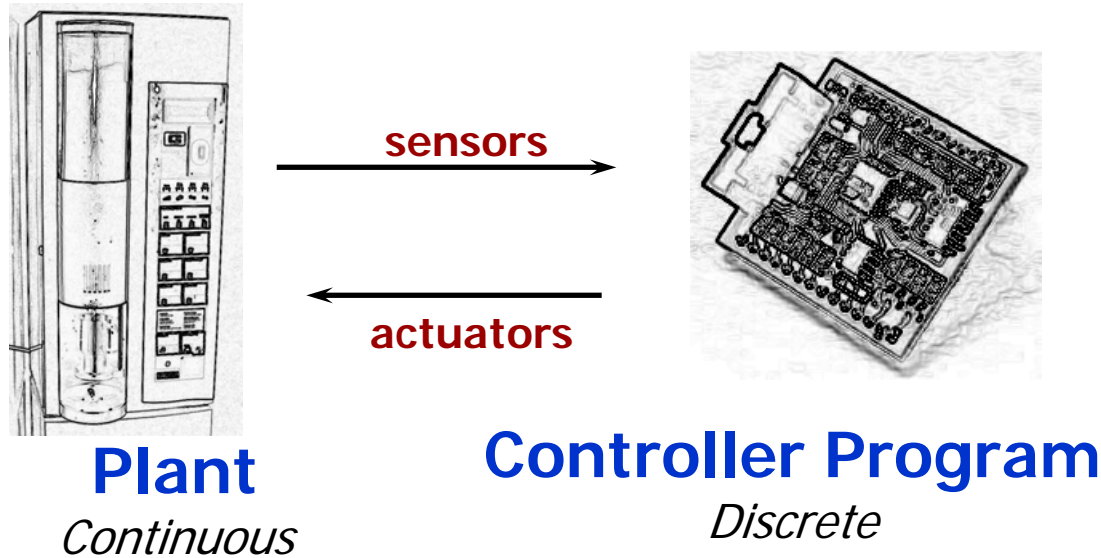 sensors
actuators
Plant
Continuous
Controller Program
Discrete